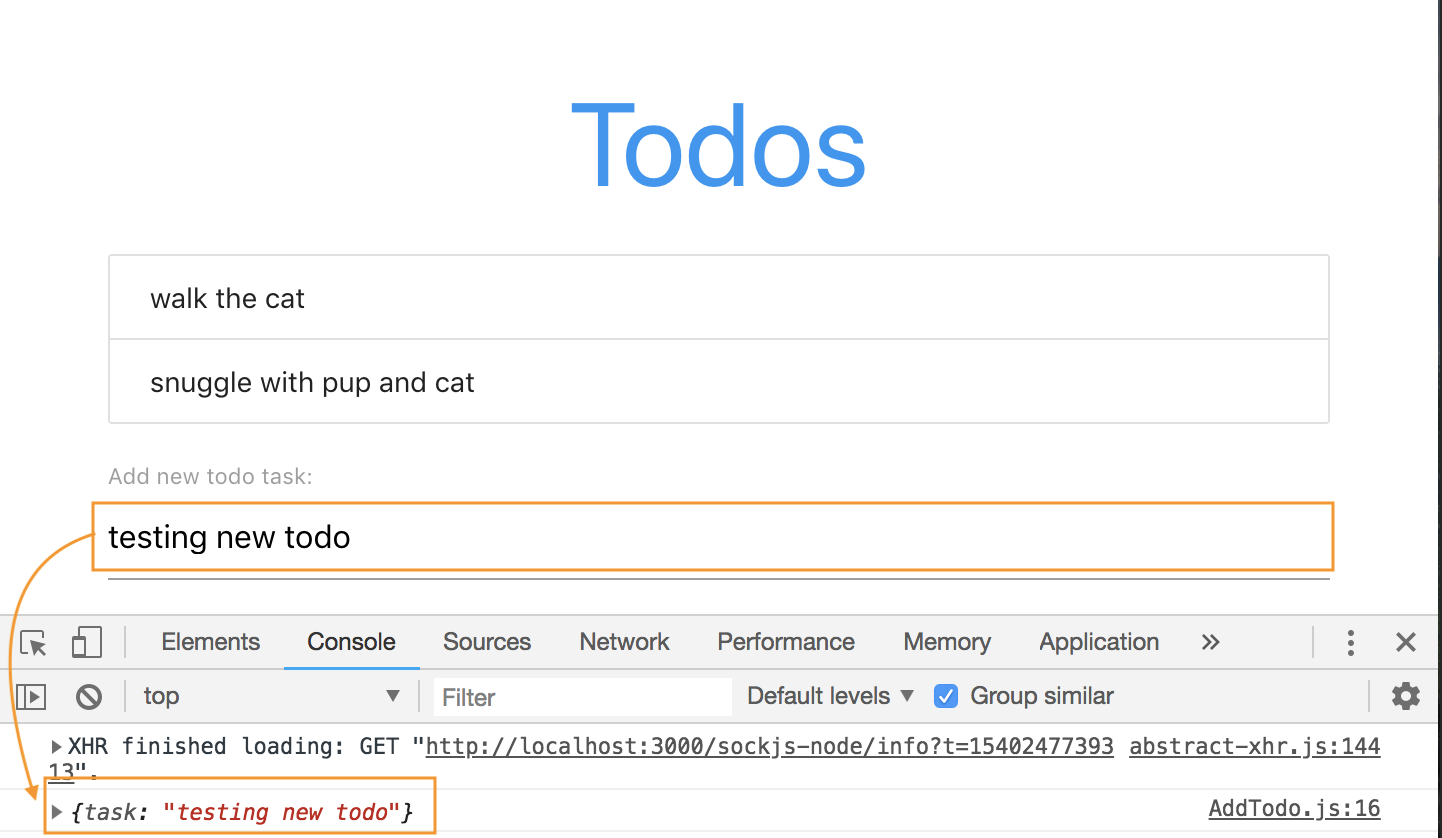 Todos
walk the cat
snuggle with pup and cat
Add new todo task:
testing new todo
Elements Console Sources Network Performance Memory Application »
top Filter Default levels Group similar
XHR finished loading: GET "http://localhost:3000/sockjs-node/info?t=15402477393 abstract-xhr.js:144
13".
{task: "testing new todo"} AddTodo.js:16